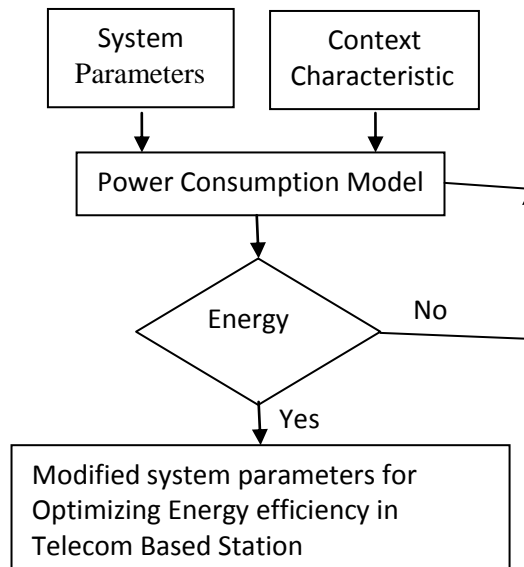 System
Parameters
Context
Characteristic
Power Consumption Model
Energy
No
Yes
Modified system parameters for
Optimizing Energy efficiency in
Telecom Based Station